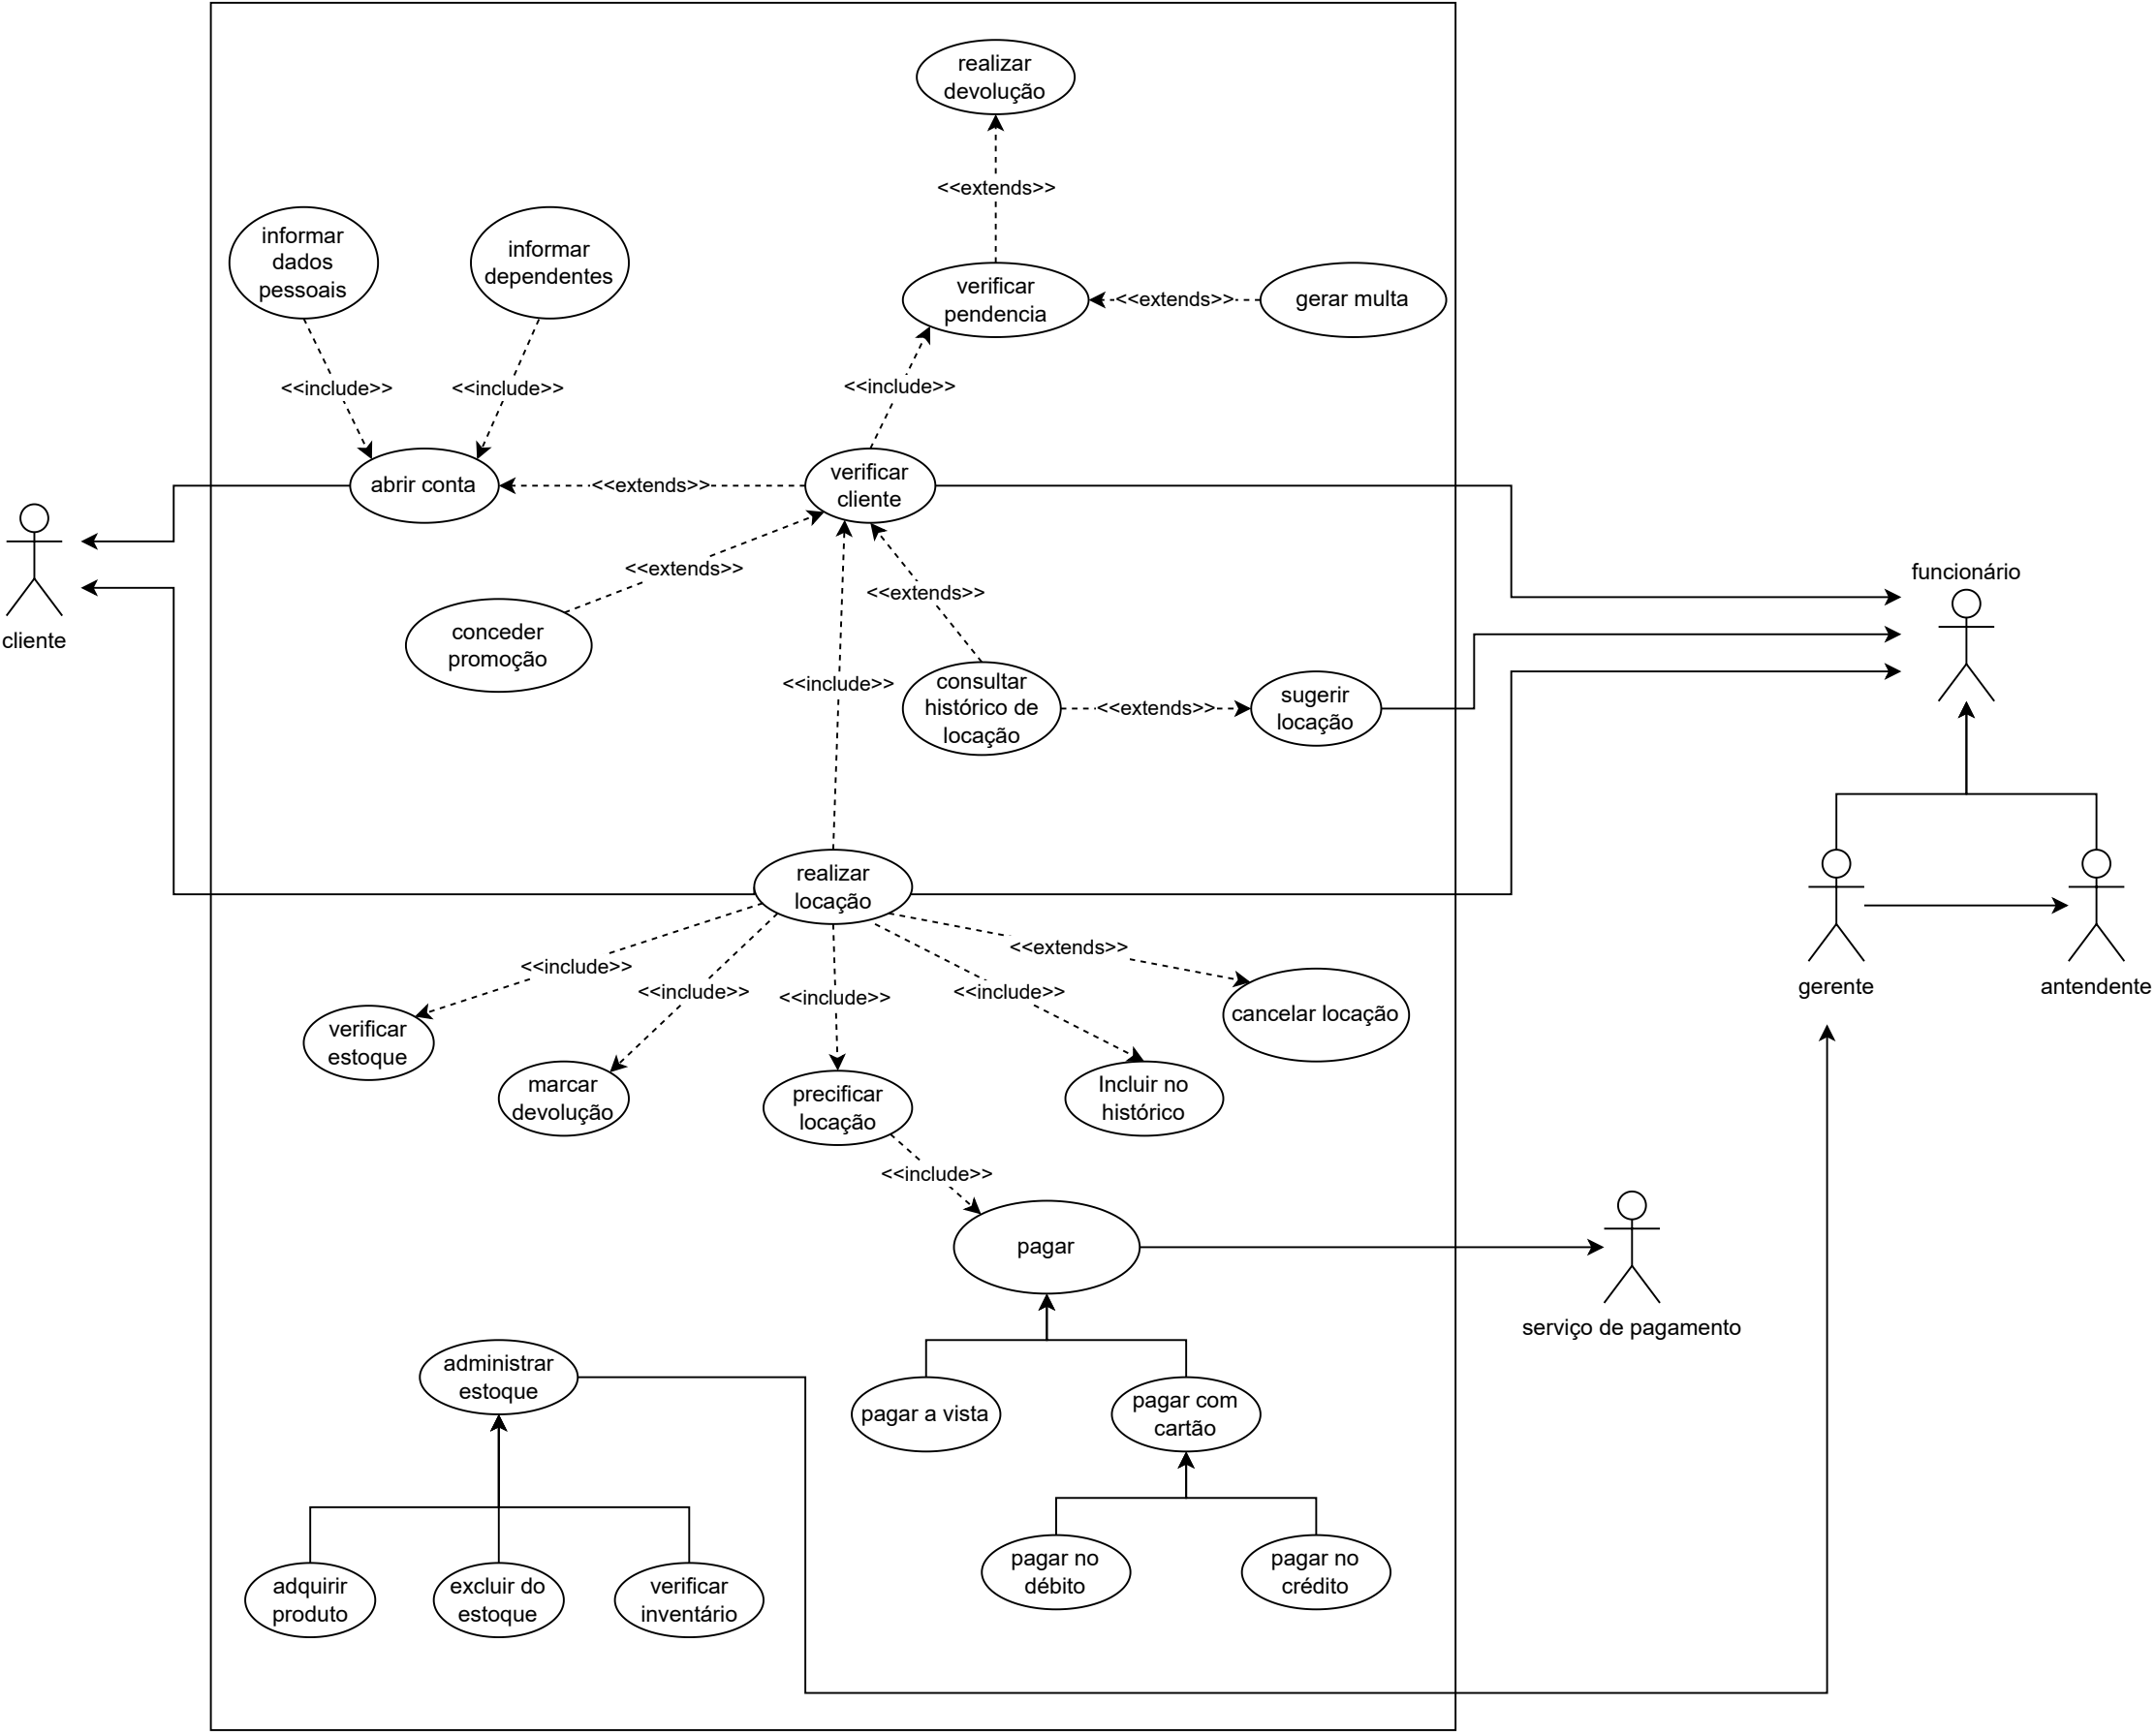 realizar
devolução
<<extends>>
informar
dados
pessoais
informar
dependentes
verificar
pendencia
<<extends>>
gerar multa
<<include>>
<<include>>
<<include>>
abrir conta
<<extends>>
verificar
cliente
<<extends>>
<<extends>>
cliente
funcionário
conceder
promoção
<<include>>
consultar
histórico de
locação
<<extends>>
sugerir
locação
realizar
locação
<<include>>
<<include>>
<<include>>
<<include>>
<<extends>>
gerente
antendente
verificar
estoque
marcar
devolução
precificar
locação
Incluir no
histórico
cancelar locação
<<include>>
pagar
serviço de pagamento
administrar
estoque
pagar a vista
pagar com
cartão
adquirir
produto
excluir do
estoque
verificar
inventário
pagar no
débito
pagar no
crédito